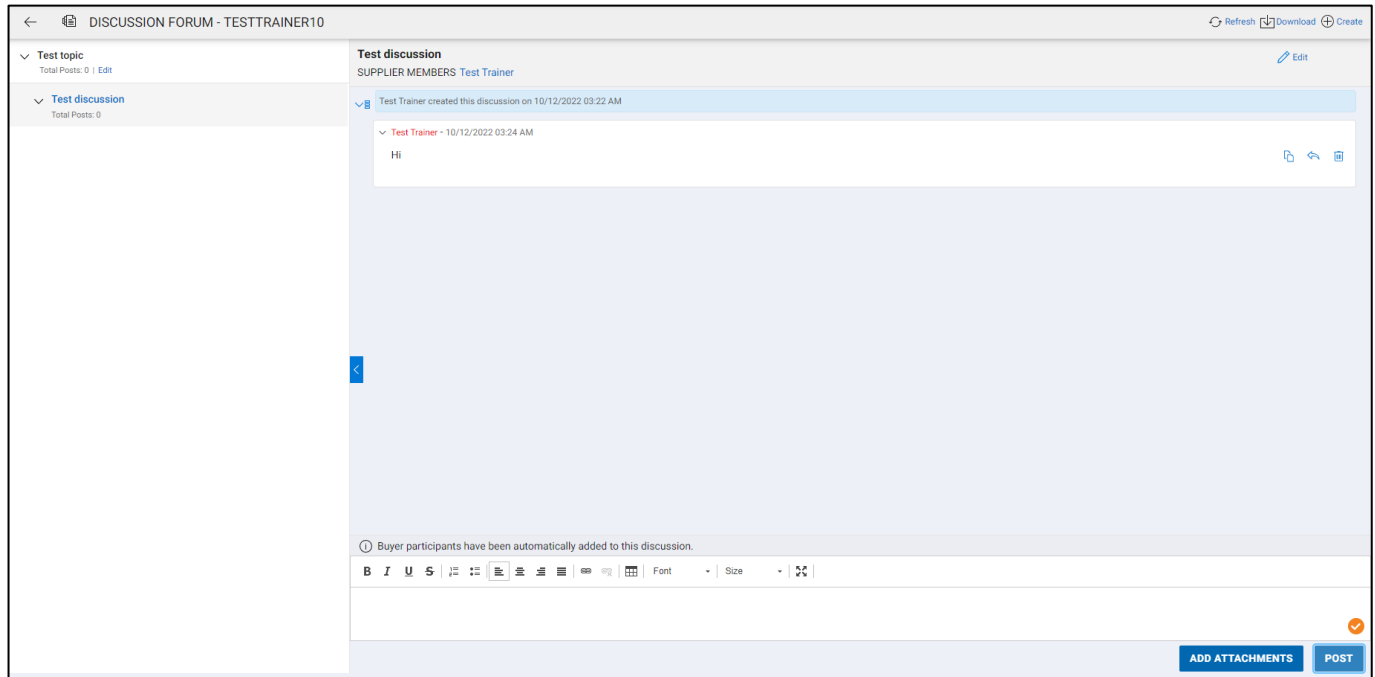 DISCUSSION FORUM - TESTTRAINER10
Refresh Download Create
Test topic
Total Posts: 0 | Edit
Test discussion
Total Posts: 0
Test discussion
SUPPLIER MEMBERS Test Trainer
Edit
Test Trainer created this discussion on 10/12/2022 03:22 AM
Test Trainer - 10/12/2022 03:24 AM
Hi
Buyer participants have been automatically added to this discussion.
B I U S Font Size
ADD ATTACHMENTS POST